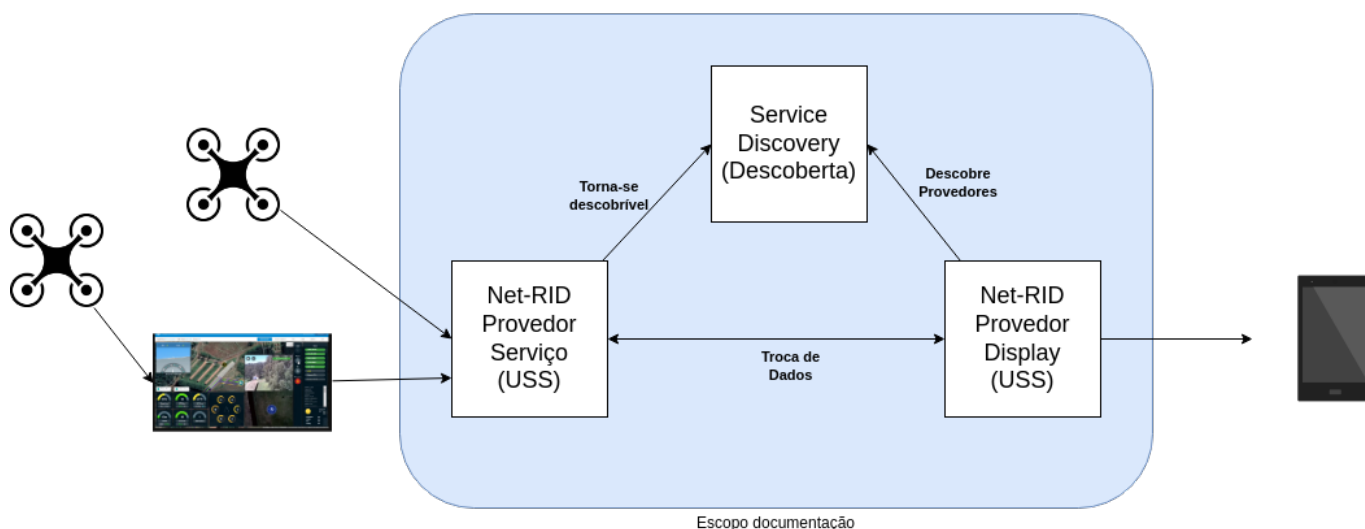 Service
Discovery
(Descoberta)
Torna-se
descobrível
Descobre
Provedores
Net-RID
Provedor
Serviço
(USS)
Troca de
Dados
Net-RID
Provedor
Display
(USS)
Escopo documentação